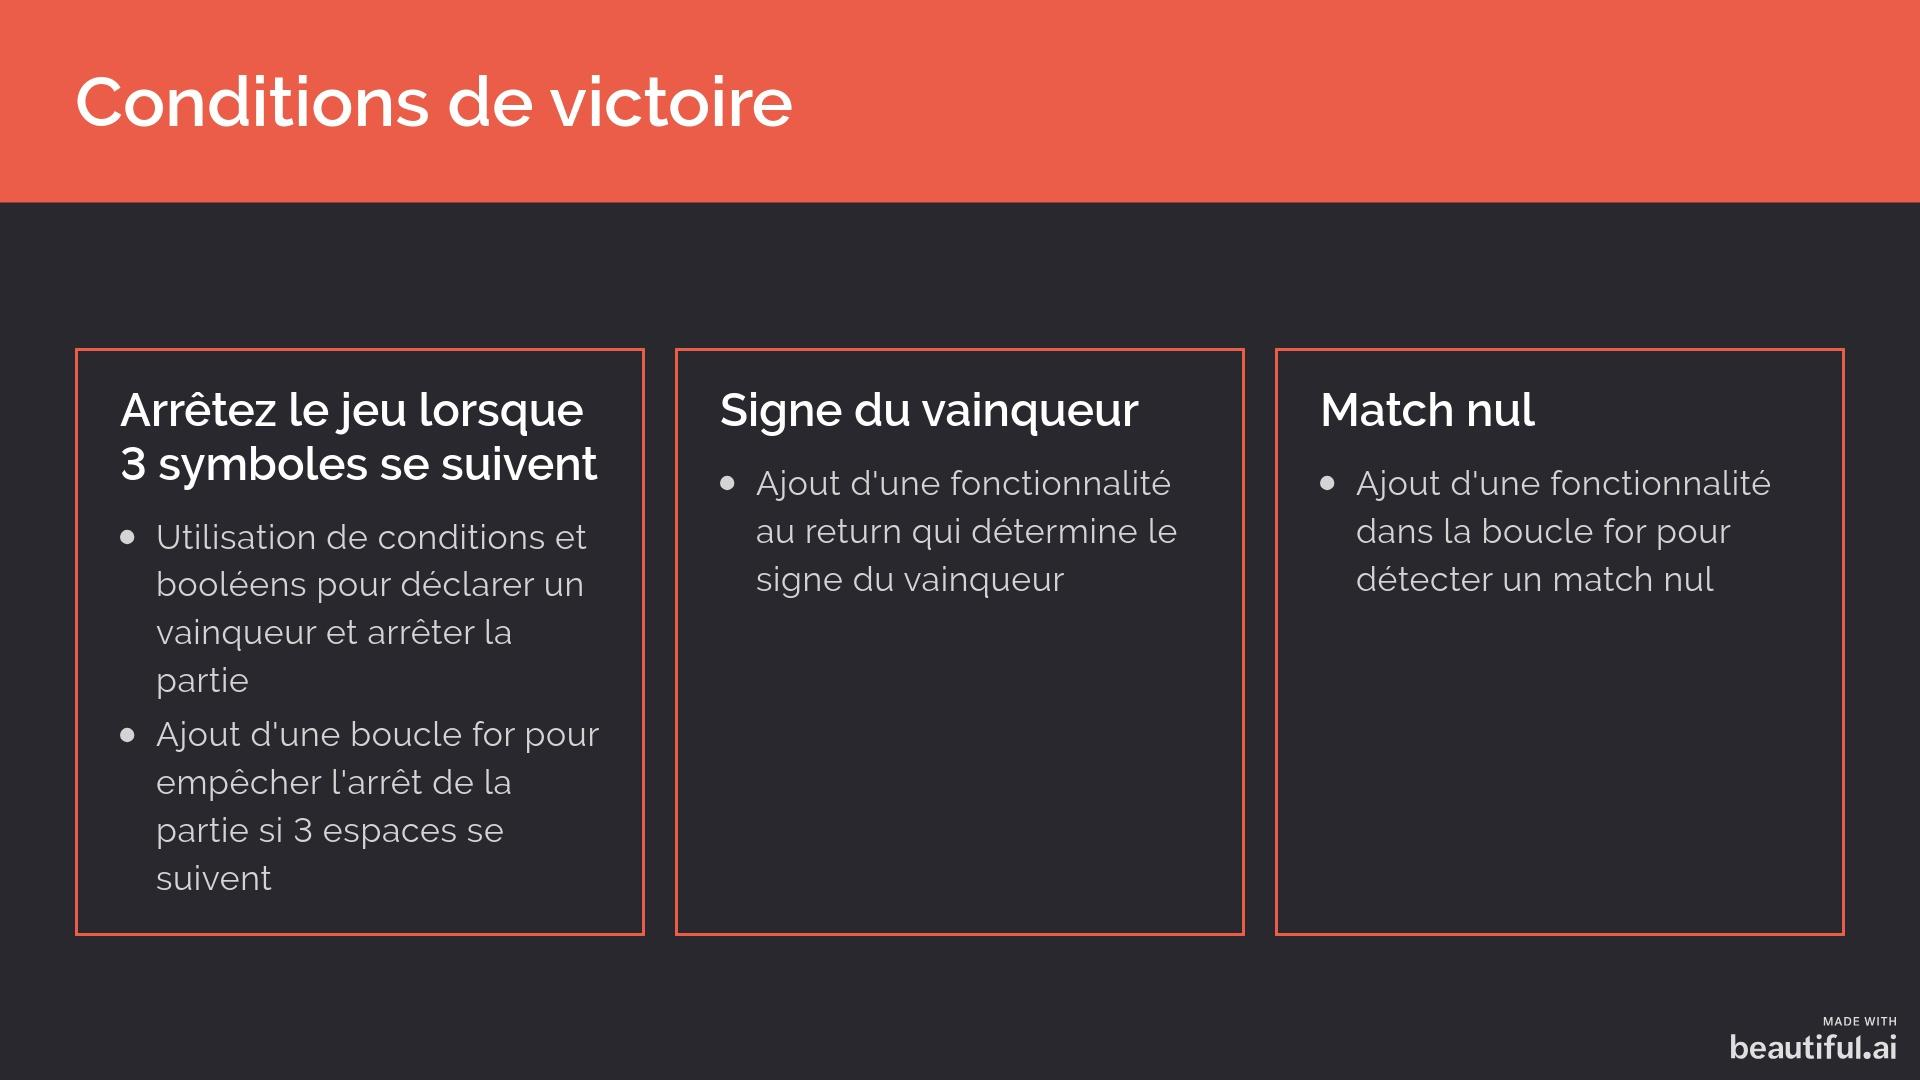 Conditions de victoire
Arrêtez le jeu lorsque
3 symboles se suivent
Utilisation de conditions et
booléens pour déclarer un
vainqueur et arrêter la
partie
Ajout d'une boucle for pour
empêcher l'arrêt de la
partie si 3 espaces se
suivent
Signe du vainqueur
Ajout d'une fonctionnalité
au return qui détermine le
signe du vainqueur
Match nul
Ajout d'une fonctionnalité
dans la boucle for pour
détecter un match nul
MADE WITH
beautiful.ai